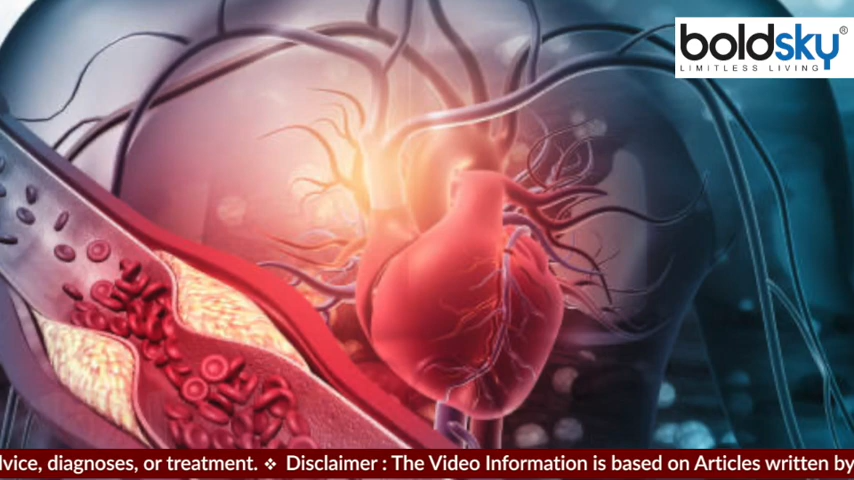 boldsky®
LIMITLESS LIVING
dvice, diagnoses, or treatment. ❖ Disclaimer : The Video Information is based on Articles written by